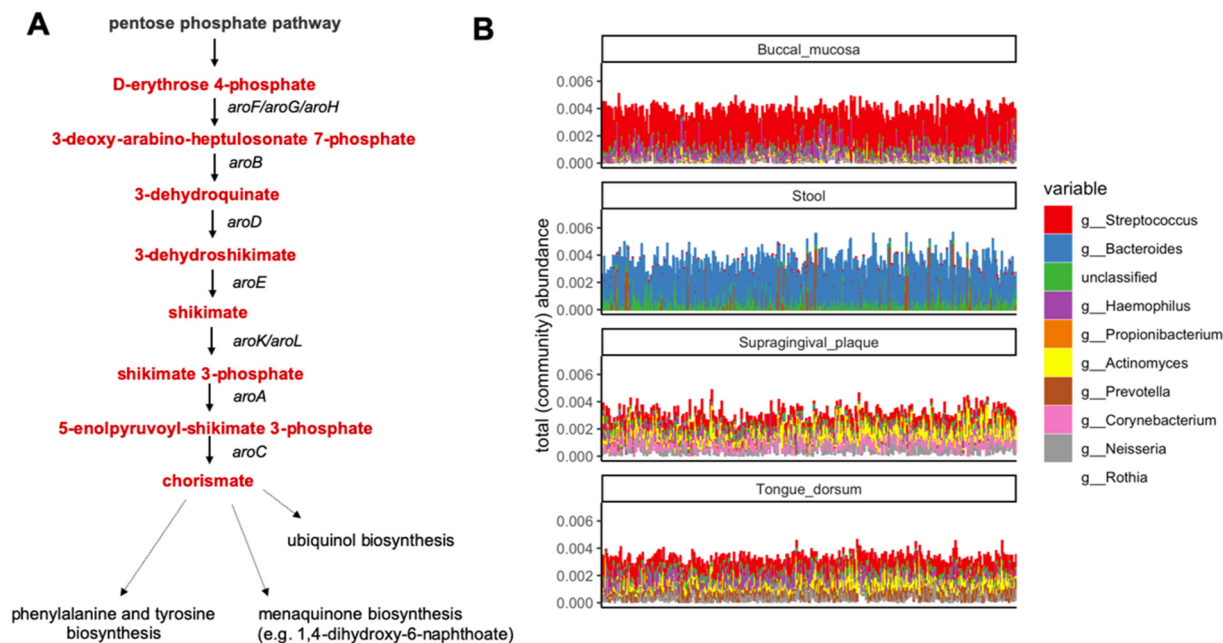 A
pentose phosphate pathway
D-erythrose 4-phosphate
aroF/aroG/aroH
3-deoxy-arabino-heptulosonate 7-phosphate
aroB
3-dehydroquinate
aroD
3-dehydroshikimate
aroE
shikimate
aroK/aroL
shikimate 3-phosphate
aroA
5-enolpyruvoyl-shikimate 3-phosphate
aroC
chorismate
ubiquinol biosynthesis
phenylalanine and tyrosine
biosynthesis
menaquinone biosynthesis
(e.g. 1,4-dihydroxy-6-naphthoate)
B
total (community) abundance
Buccal_mucosa
0.006
0.004
0.002
0.000
Stool
0.006
0.004
0.002
0.000
Supragingival_plaque
0.006
0.004
0.002
0.000
Tongue_dorsum
0.006
0.004
0.002
0.000
variable
g__Streptococcus
g__Bacteroides
unclassified
g__Haemophilus
g__Propionibacterium
g__Actinomyces
g__Prevotella
g__Corynebacterium
g__Neisseria
g__Rothia